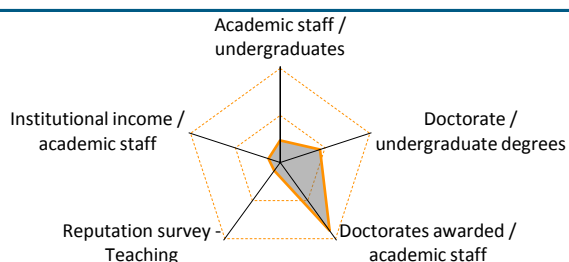 Academic staff /
undergraduates
Institutional income /
academic staff
Doctorate /
undergraduate degrees
Reputation survey -
Teaching
Doctorates awarded /
academic staff